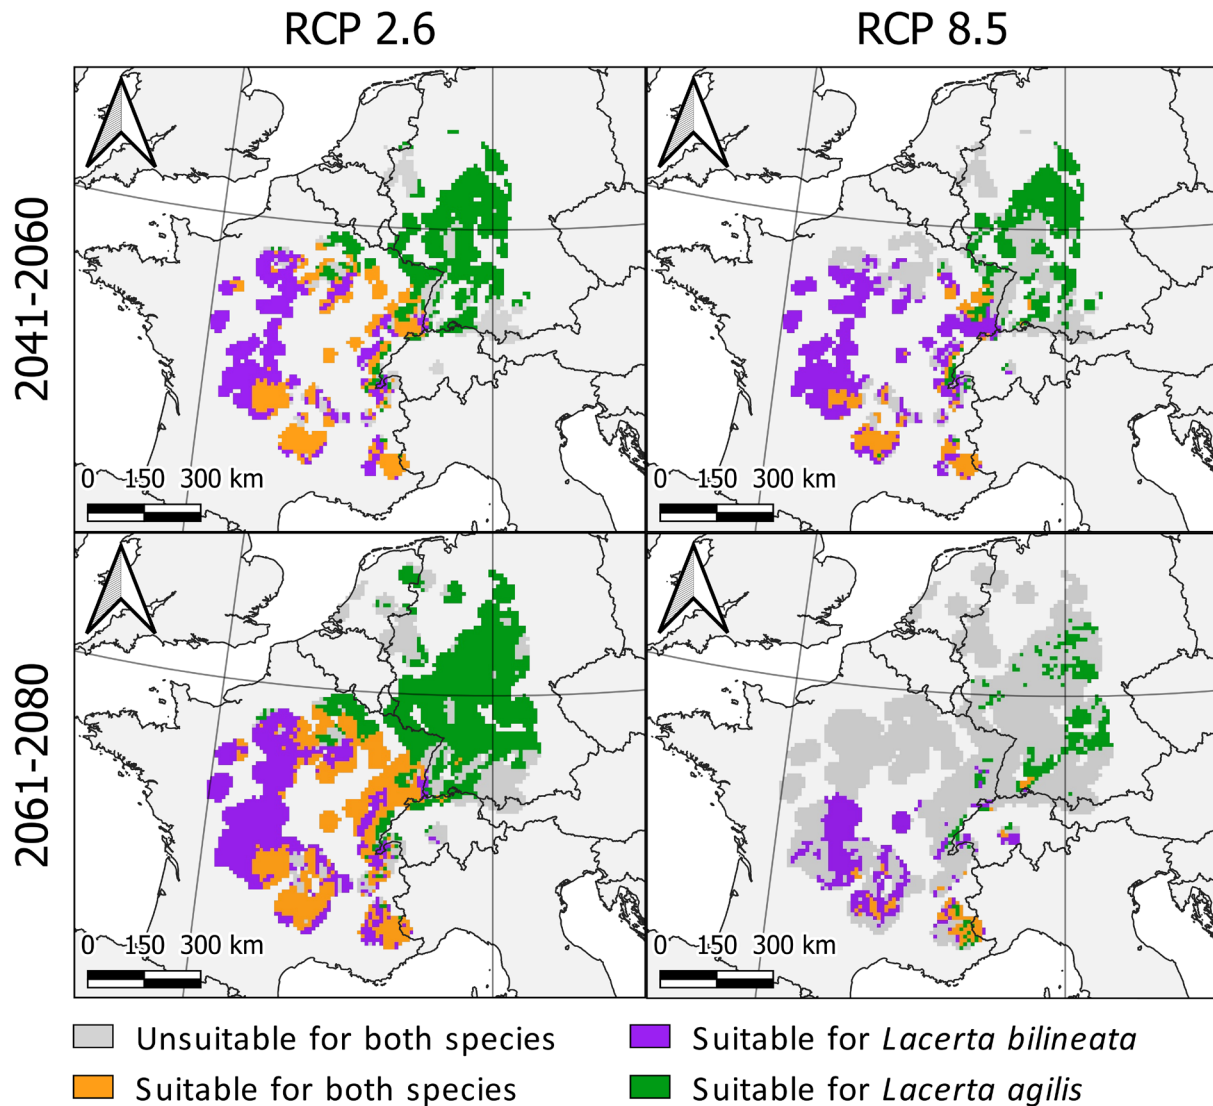 RCP 2.6
RCP 8.5
2041-2060
0 150 300 km
0 150 300 km
2061-2080
0 150 300 km
0 150 300 km
Unsuitable for both species
Suitable for Lacerta bilineata
Suitable for both species
Suitable for Lacerta agilis